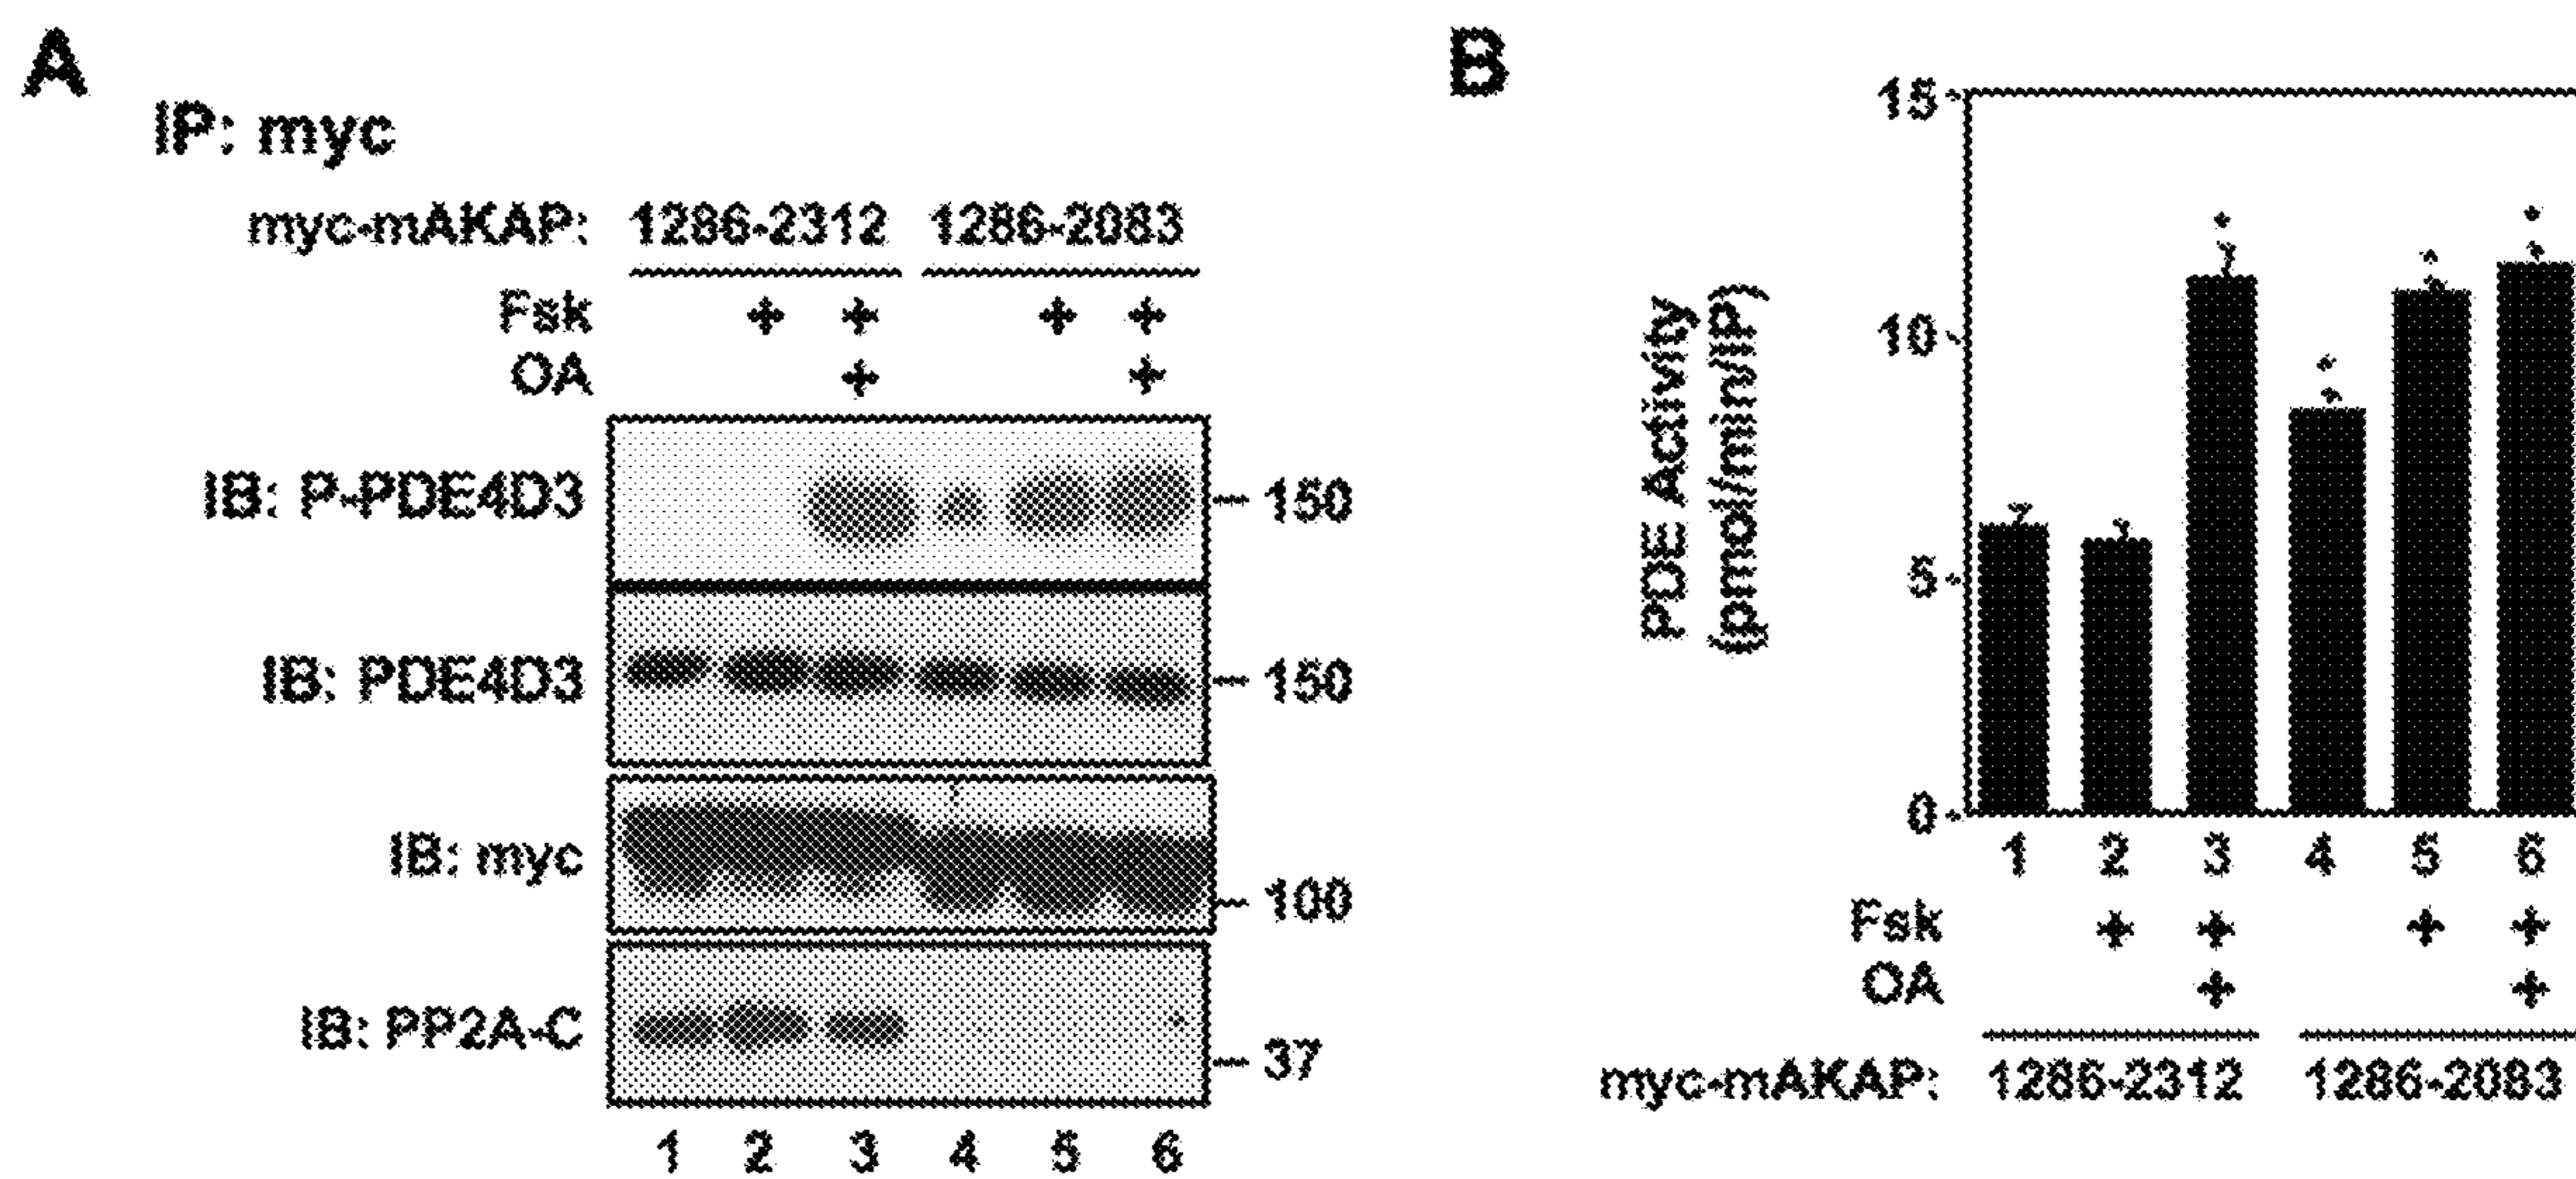 A
IP: myc
myc-mAKAP: 1286-2312 1286-2083
Fsk + + + +
OA + +
IB: P-PDE4D3 150
IB: PDE4D3 150
IB: myc 100
IB: PP2A-C 37
1 2 3 4 5 6
B
PDE Activity
(pmol/min/IP)
15
10
5
0
1 2 3 4 5 6
Fsk + + + +
OA + +
myc-mAKAP: 1286-2312 1286-2083